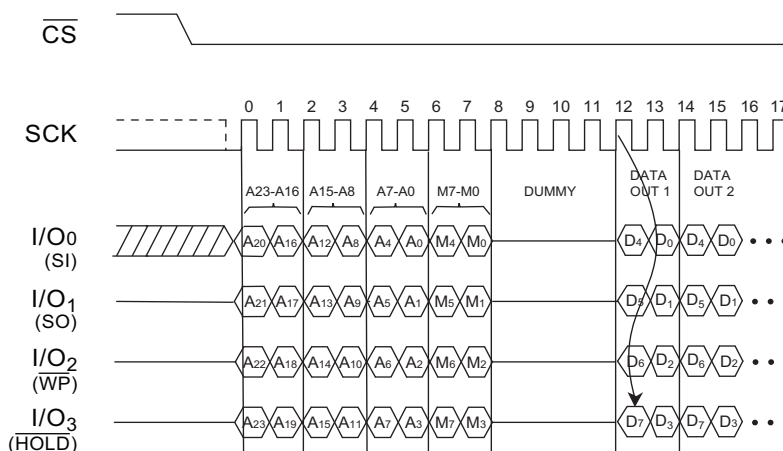 CS
0 1 2 3 4 5 6 7 8 9 10 11 12 13 14 15 16 17
SCK
A23-A16 A15-A8 A7-A0 M7-M0 DUMMY DATA OUT 1 DATA OUT 2
I/O0 A20 A16 A12 A8 A4 A0 M4 M0 D4 D0 D4 D0 • • •
(SI)
I/O1 A21 A17 A13 A9 A5 A1 M5 M1 D5 D1 D5 D1 • •
(SO)
I/O2 A22 A18 A14 A10 A6 A2 M6 M2 D6 D2 D6 D2 • •
(WP)
I/O3 A23 A19 A15 A11 A7 A3 M7 M3 D7 D3 D7 D3 • •
(HOLD)